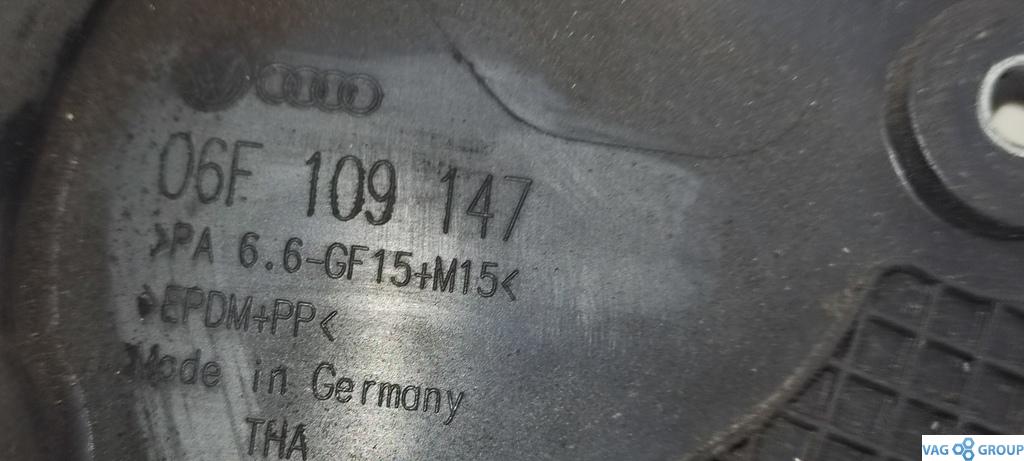 06F 109 147
>PA 6.6-GF15+M15<
>EPDM+PP<
Made in Germany
THA
VAG GROUP